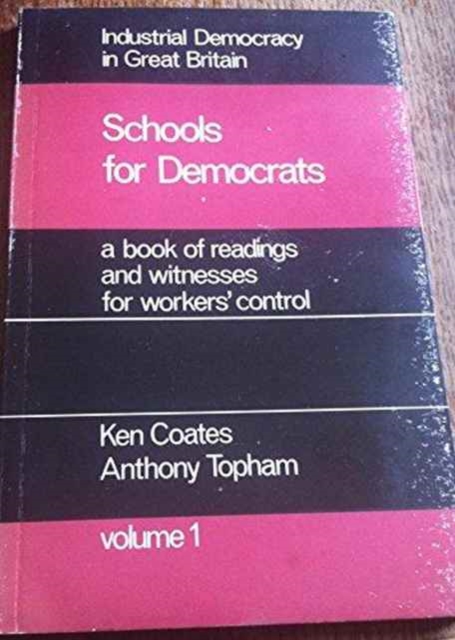 Industrial Democracy
in Great Britain
Schools
for Democrats
a book of readings
and witnesses
for workers' control
Ken Coates
Anthony Topham
volume 1